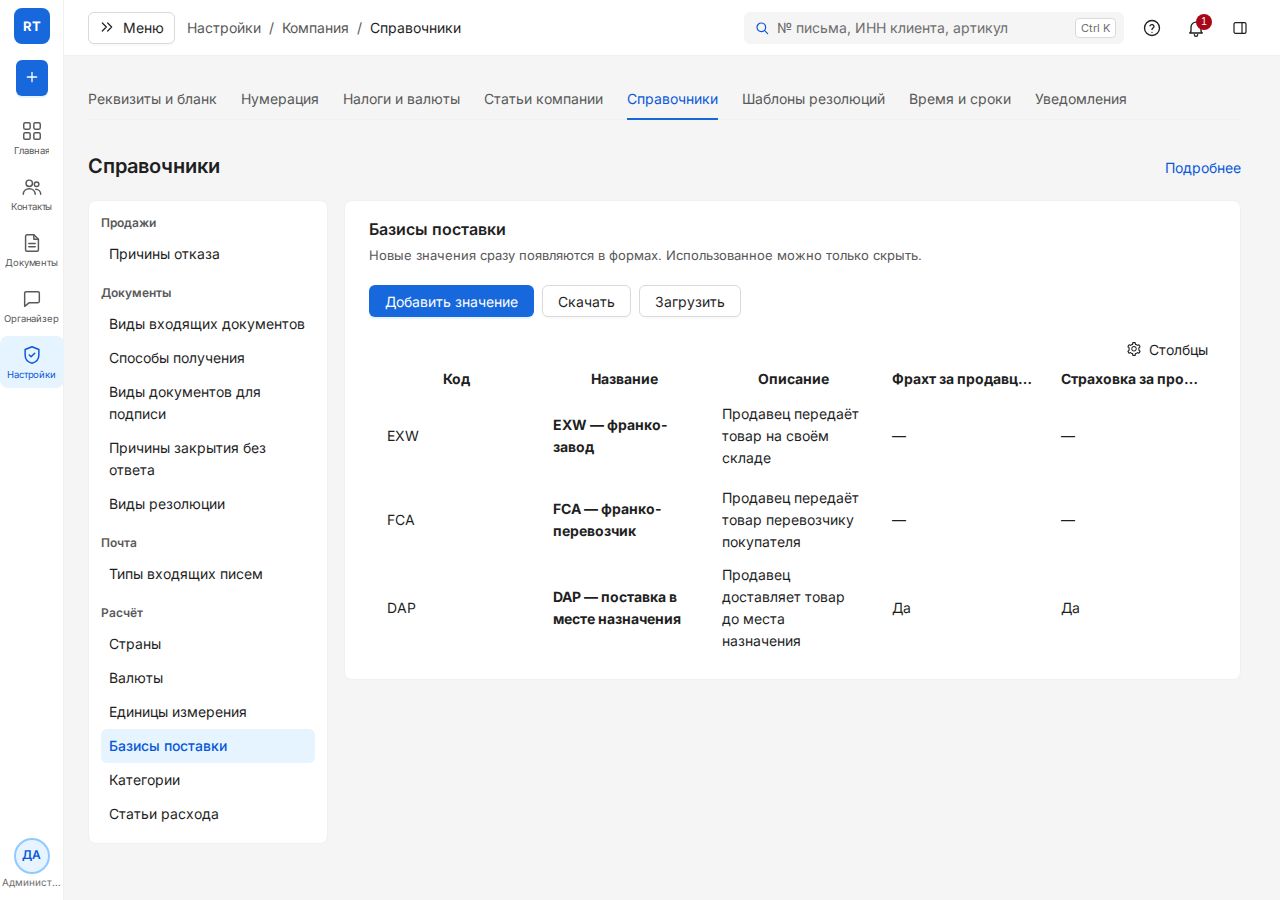 RT
Меню
Настройки / Компания / Справочники
№ письма, ИНН клиента, артикул
Ctrl K
1
Главная
Контакты
Документы
Органайзер
Настройки
ДА
Админист...
Реквизиты и бланк
Нумерация
Налоги и валюты
Статьи компании
Справочники
Шаблоны резолюций
Время и сроки
Уведомления
Справочники
Подробнее
Продажи
Причины отказа
Документы
Виды входящих документов
Способы получения
Виды документов для
подписи
Причины закрытия без
ответа
Виды резолюции
Почта
Типы входящих писем
Расчёт
Страны
Валюты
Единицы измерения
Базисы поставки
Категории
Статьи расхода
Базисы поставки
Новые значения сразу появляются в формах. Использованное можно только скрыть.
Добавить значение
Скачать
Загрузить
Столбцы
Код
Название
Описание
Фрахт за продавц...
Страховка за про...
EXW
EXW — франко-
завод
Продавец передаёт
товар на своём
складе
—
—
FCA
FCA — франко-
перевозчик
Продавец передаёт
товар перевозчику
покупателя
—
—
DAP
DAP — поставка в
месте назначения
Продавец
доставляет товар
до места
назначения
Да
Да